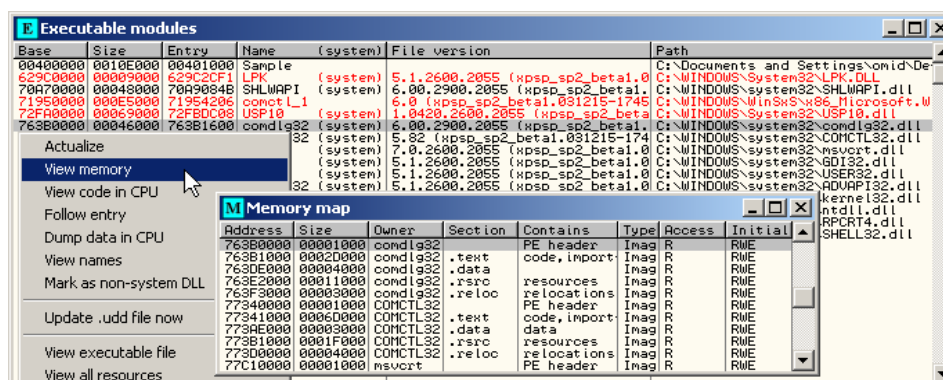 E Executable modules
Base Size Entry Name (system) File version Path
00400000 0010E000 00401000 Sample C:\Documents and Settings\omid\De
629C0000 00009000 629C2CF1 LPK (system) 5.1.2600.2055 (xpsp_sp2_beta1.0 C:\WINDOWS\System32\LPK.DLL
70A70000 00048000 70A9084B SHLWAPI (system) 6.00.2900.2055 (xpsp_sp2_beta1. C:\WINDOWS\system32\SHLWAPI.dll
71950000 000E5000 71954206 comctl_1 6.0 (xpsp_sp2_beta1.031215-1745 C:\WINDOWS\WinSxS\x86_Microsoft.W
72FA0000 00069000 72FBDC08 USP10 (system) 1.0420.2600.2055 (xpsp_sp2_beta C:\WINDOWS\System32\USP10.dll
763B0000 00046000 763B1600 comdlg32 (system) 6.00.2900.2055 (xpsp_sp2_beta1. C:\WINDOWS\system32\comdlg32.dll
32 (system) 5.82 (xpsp_sp2_beta1.031215-174 C:\WINDOWS\system32\COMCTL32.dll
(system) 7.0.2600.2055 (xpsp_sp2_beta1.0 C:\WINDOWS\system32\msvcrt.dll
(system) 5.1.2600.2055 (xpsp_sp2_beta1.0 C:\WINDOWS\system32\GDI32.dll
(system) 5.1.2600.2055 (xpsp_sp2_beta1.0 C:\WINDOWS\system32\USER32.dll
32 (system) 5.1.2600.2055 (xpsp_sp2_beta1.0 C:\WINDOWS\system32\ADVAPI32.dll
kernel32.dll
ntdll.dll
RPCRT4.dll
SHELL32.dll
Actualize
View memory
View code in CPU
Follow entry
Dump data in CPU
View names
Mark as non-system DLL
Update .udd file now
View executable file
View all resources
M Memory map
Address Size Owner Section Contains Type Access Initial
763B0000 00001000 comdlg32 PE header Imag R RWE
763B1000 0002D000 comdlg32 .text code,import Imag R RWE
763DE000 00004000 comdlg32 .data Imag R RWE
763E2000 00011000 comdlg32 .rsrc resources Imag R RWE
763F3000 00003000 comdlg32 .reloc relocations Imag R RWE
77340000 00001000 COMCTL32 PE header Imag R RWE
77341000 0006D000 COMCTL32 .text code,import Imag R RWE
773AE000 00003000 COMCTL32 .data data Imag R RWE
773B1000 0001F000 COMCTL32 .rsrc resources Imag R RWE
773D0000 00004000 COMCTL32 .reloc relocations Imag R RWE
77C10000 00001000 msvcrt PE header Imag R RWE